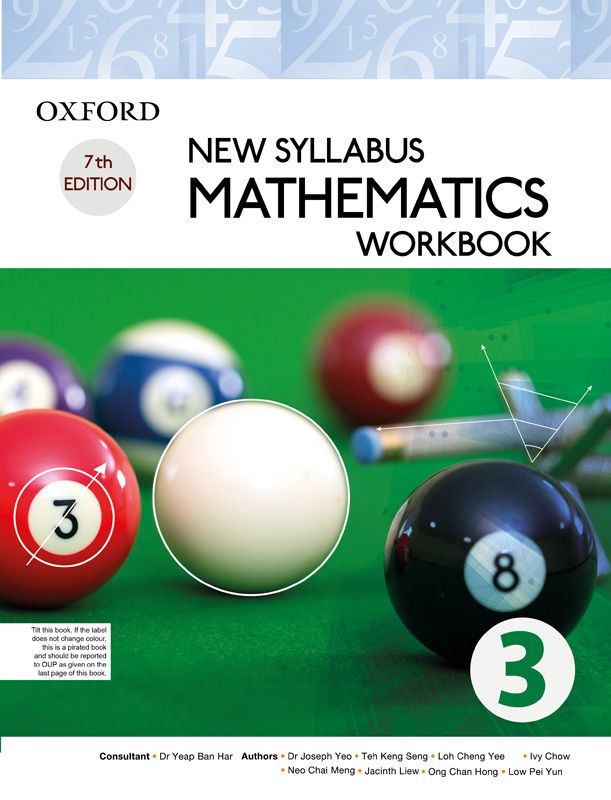 OXFORD
7th
EDITION
NEW SYLLABUS
MATHEMATICS
WORKBOOK
3
8
Tilt this book. If the label
does not change colour,
this is a pirated book
and should be reported
to OUP as given on the
last page of this book.
3
Consultant • Dr Yeap Ban Har Authors • Dr Joseph Yeo • Teh Keng Seng • Loh Cheng Yee • Ivy Chow
• Neo Chai Meng • Jacinth Liew • Ong Chan Hong • Low Pei Yun